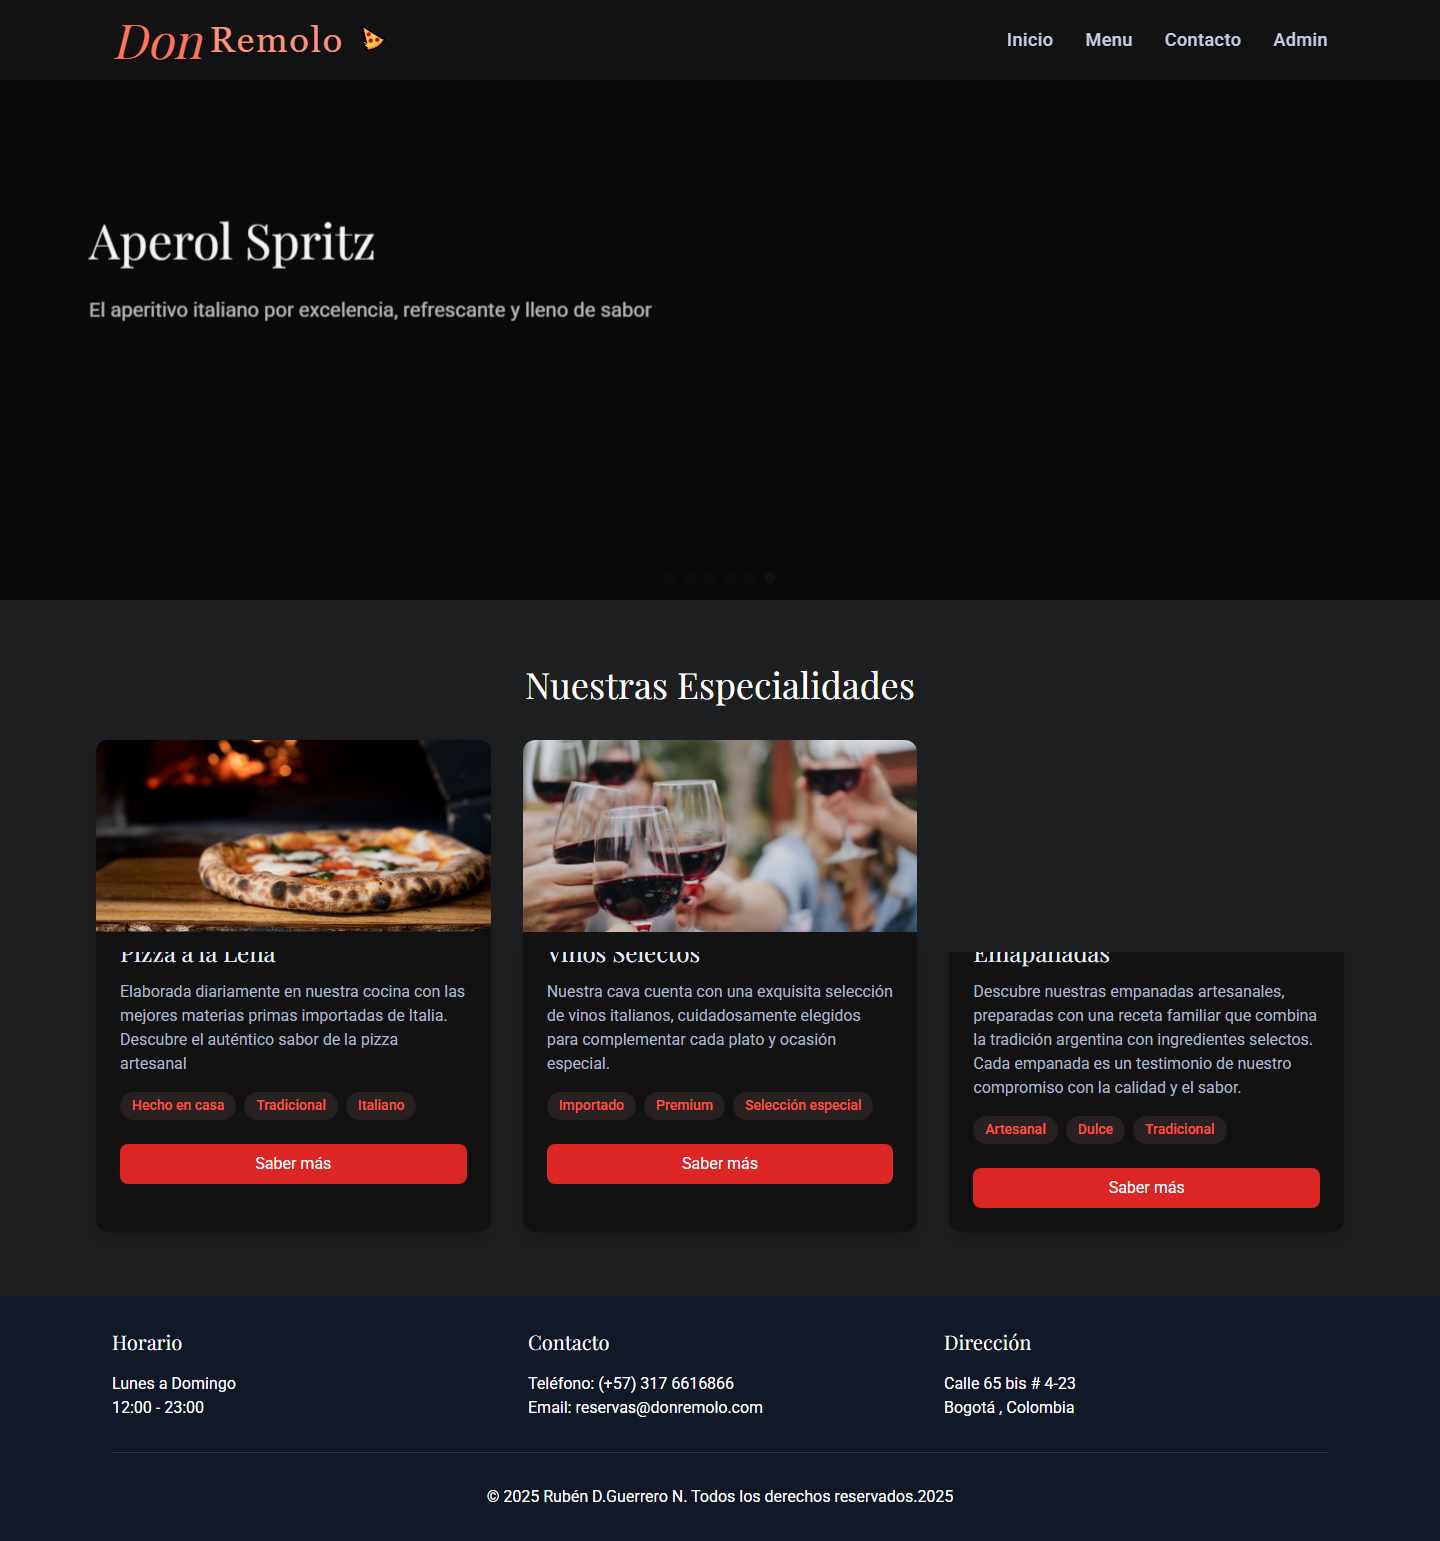 Don Remolo
Inicio Menu Contacto Admin
Aperol Spritz
El aperitivo italiano por excelencia, refrescante y lleno de sabor
Nuestras Especialidades
Pizza a la Leña
Elaborada diariamente en nuestra cocina con las
mejores materias primas importadas de Italia.
Descubre el auténtico sabor de la pizza
artesanal
Hecho en casa Tradicional Italiano
Saber más
Vinos Selectos
Nuestra cava cuenta con una exquisita selección
de vinos italianos, cuidadosamente elegidos
para complementar cada plato y ocasión
especial.
Importado Premium Selección especial
Saber más
Emapanadas
Descubre nuestras empanadas artesanales,
preparadas con una receta familiar que combina
la tradición argentina con ingredientes selectos.
Cada empanada es un testimonio de nuestro
compromiso con la calidad y el sabor.
Artesanal Dulce Tradicional
Saber más
Horario
Lunes a Domingo
12:00 - 23:00
Contacto
Teléfono: (+57) 317 6616866
Email: reservas@donremolo.com
Dirección
Calle 65 bis # 4-23
Bogotá , Colombia
© 2025 Rubén D.Guerrero N. Todos los derechos reservados.2025